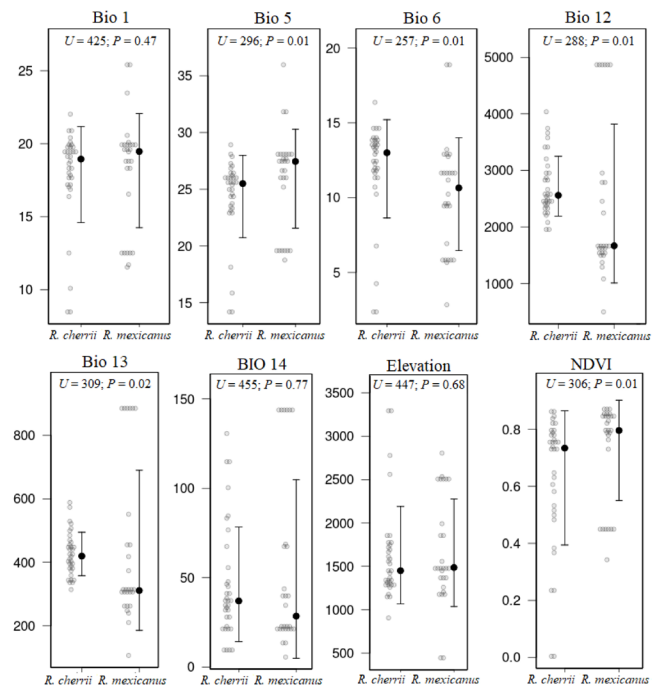 Bio 1
U = 425; P = 0.47
25
20
15
10
R. cherrii R. mexicanus
Bio 5
U = 296; P = 0.01
35
30
25
20
15
R. cherrii R. mexicanus
Bio 6
U = 257; P = 0.01
20
15
10
5
R. cherrii R. mexicanus
Bio 12
U = 288; P = 0.01
5000
3000
1000
R. cherrii R. mexicanus
Bio 13
U = 309; P = 0.02
800
600
400
200
R. cherrii R. mexicanus
BIO 14
U = 455; P = 0.77
150
100
50
0
R. cherrii R. mexicanus
Elevation
U = 447; P = 0.68
3500
3000
2500
2000
1500
1000
500
R. cherrii R. mexicanus
NDVI
U = 306; P = 0.01
0.8
0.6
0.4
0.2
0.0
R. cherrii R. mexicanus